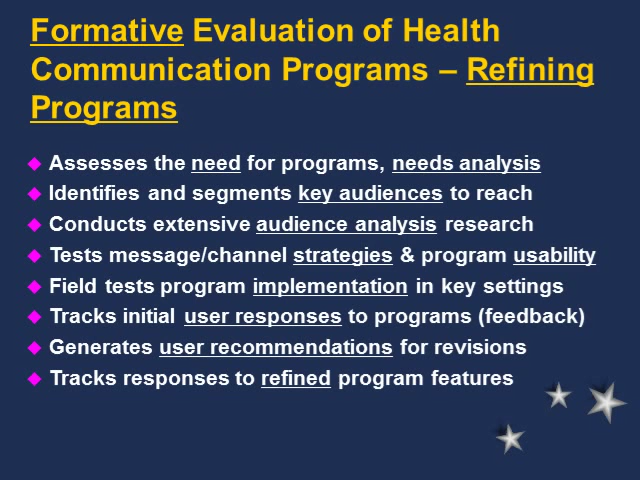 Formative Evaluation of Health
Communication Programs – Refining
Programs
Assesses the need for programs, needs analysis
Identifies and segments key audiences to reach
Conducts extensive audience analysis research
Tests message/channel strategies & program usability
Field tests program implementation in key settings
Tracks initial user responses to programs (feedback)
Generates user recommendations for revisions
Tracks responses to refined program features